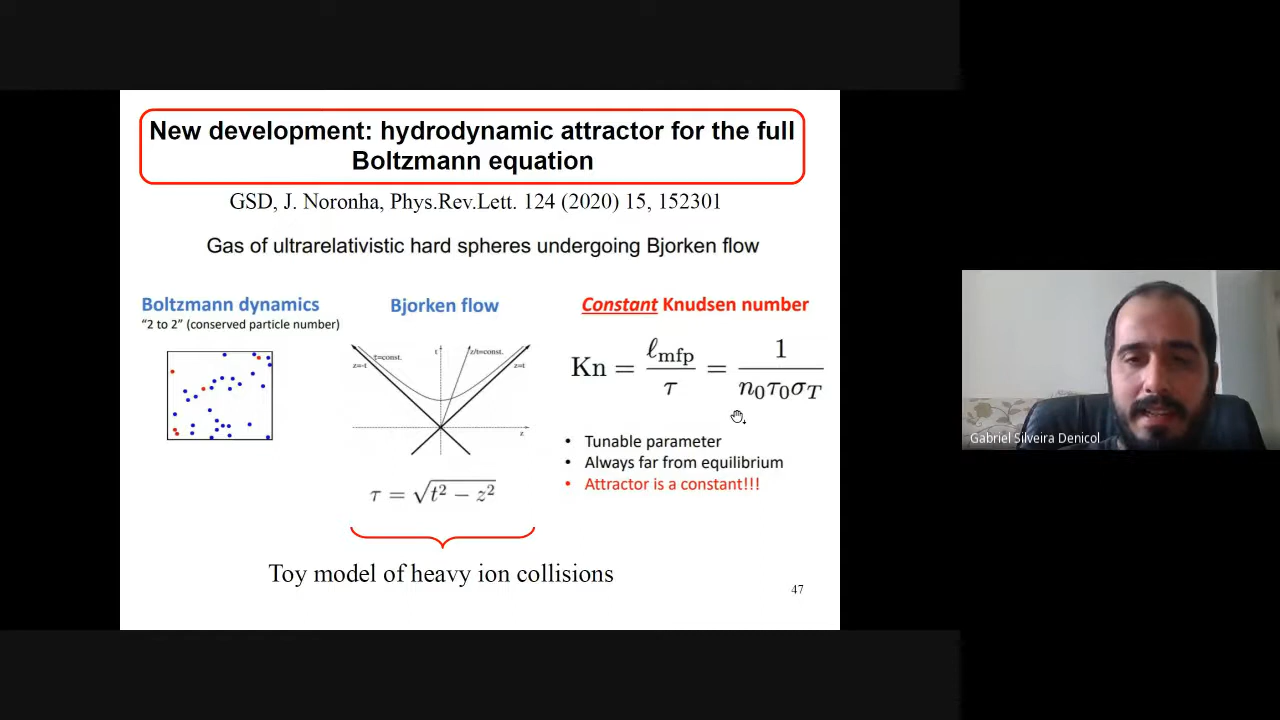 New development: hydrodynamic attractor for the full
Boltzmann equation
GSD, J. Noronha, Phys.Rev.Lett. 124 (2020) 15, 152301
Gas of ultrarelativistic hard spheres undergoing Bjorken flow
Boltzmann dynamics
"2 to 2" (conserved particle number)
Bjorken flow
τ=const.
t
z/t=const.
z=-t
z=t
z
τ = √(t² − z²)
Constant Knudsen number
Kn = ℓ_mfp / τ = 1 / (n₀τ₀σ_T)
• Tunable parameter
• Always far from equilibrium
• Attractor is a constant!!!
Toy model of heavy ion collisions
47
Gabriel Silveira Denicol